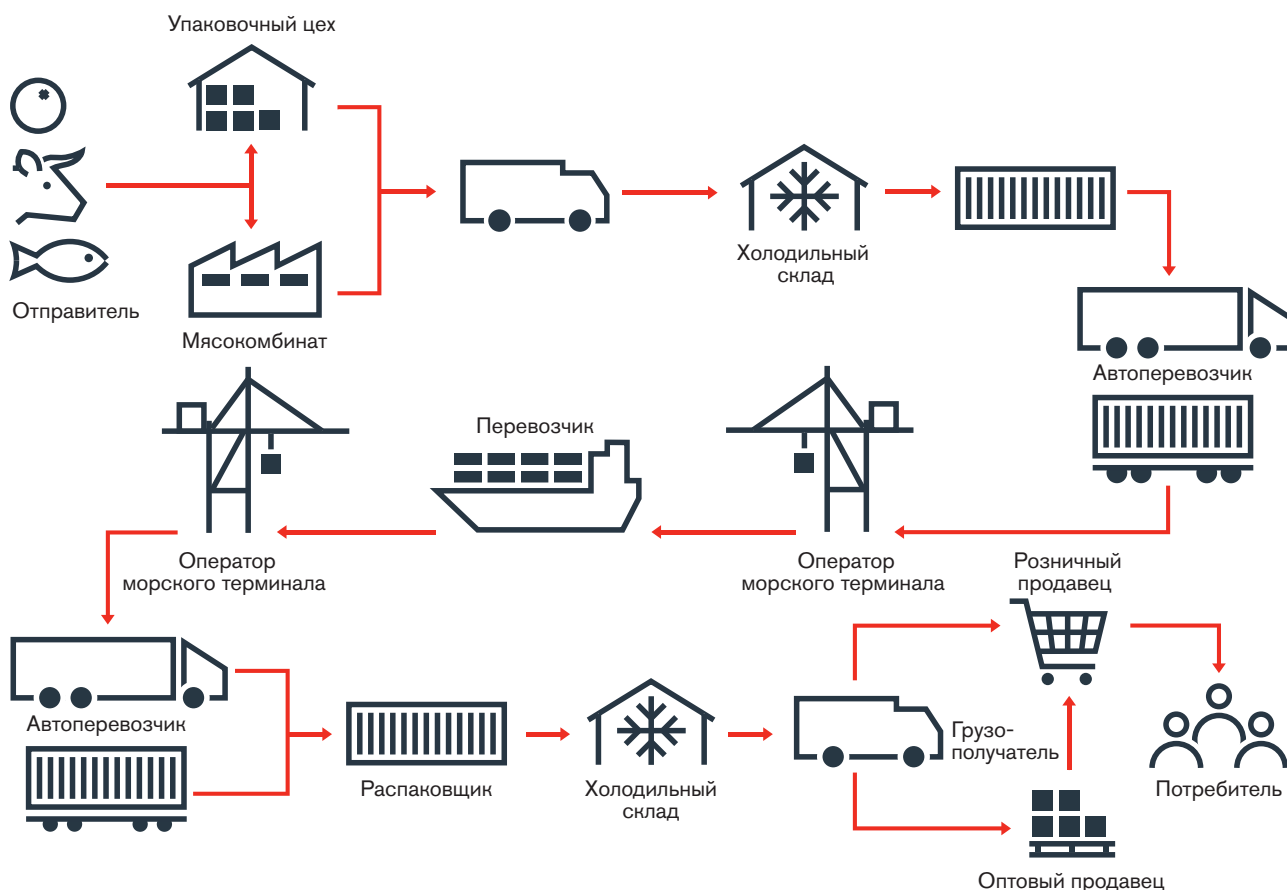 Упаковочный цех
Отправитель
Мясокомбинат
Холодильный
склад
Автоперевозчик
Перевозчик
Оператор
морского терминала
Оператор
морского терминала
Розничный
продавец
Автоперевозчик
Распаковщик
Холодильный
склад
Грузо-
получатель
Потребитель
Оптовый продавец